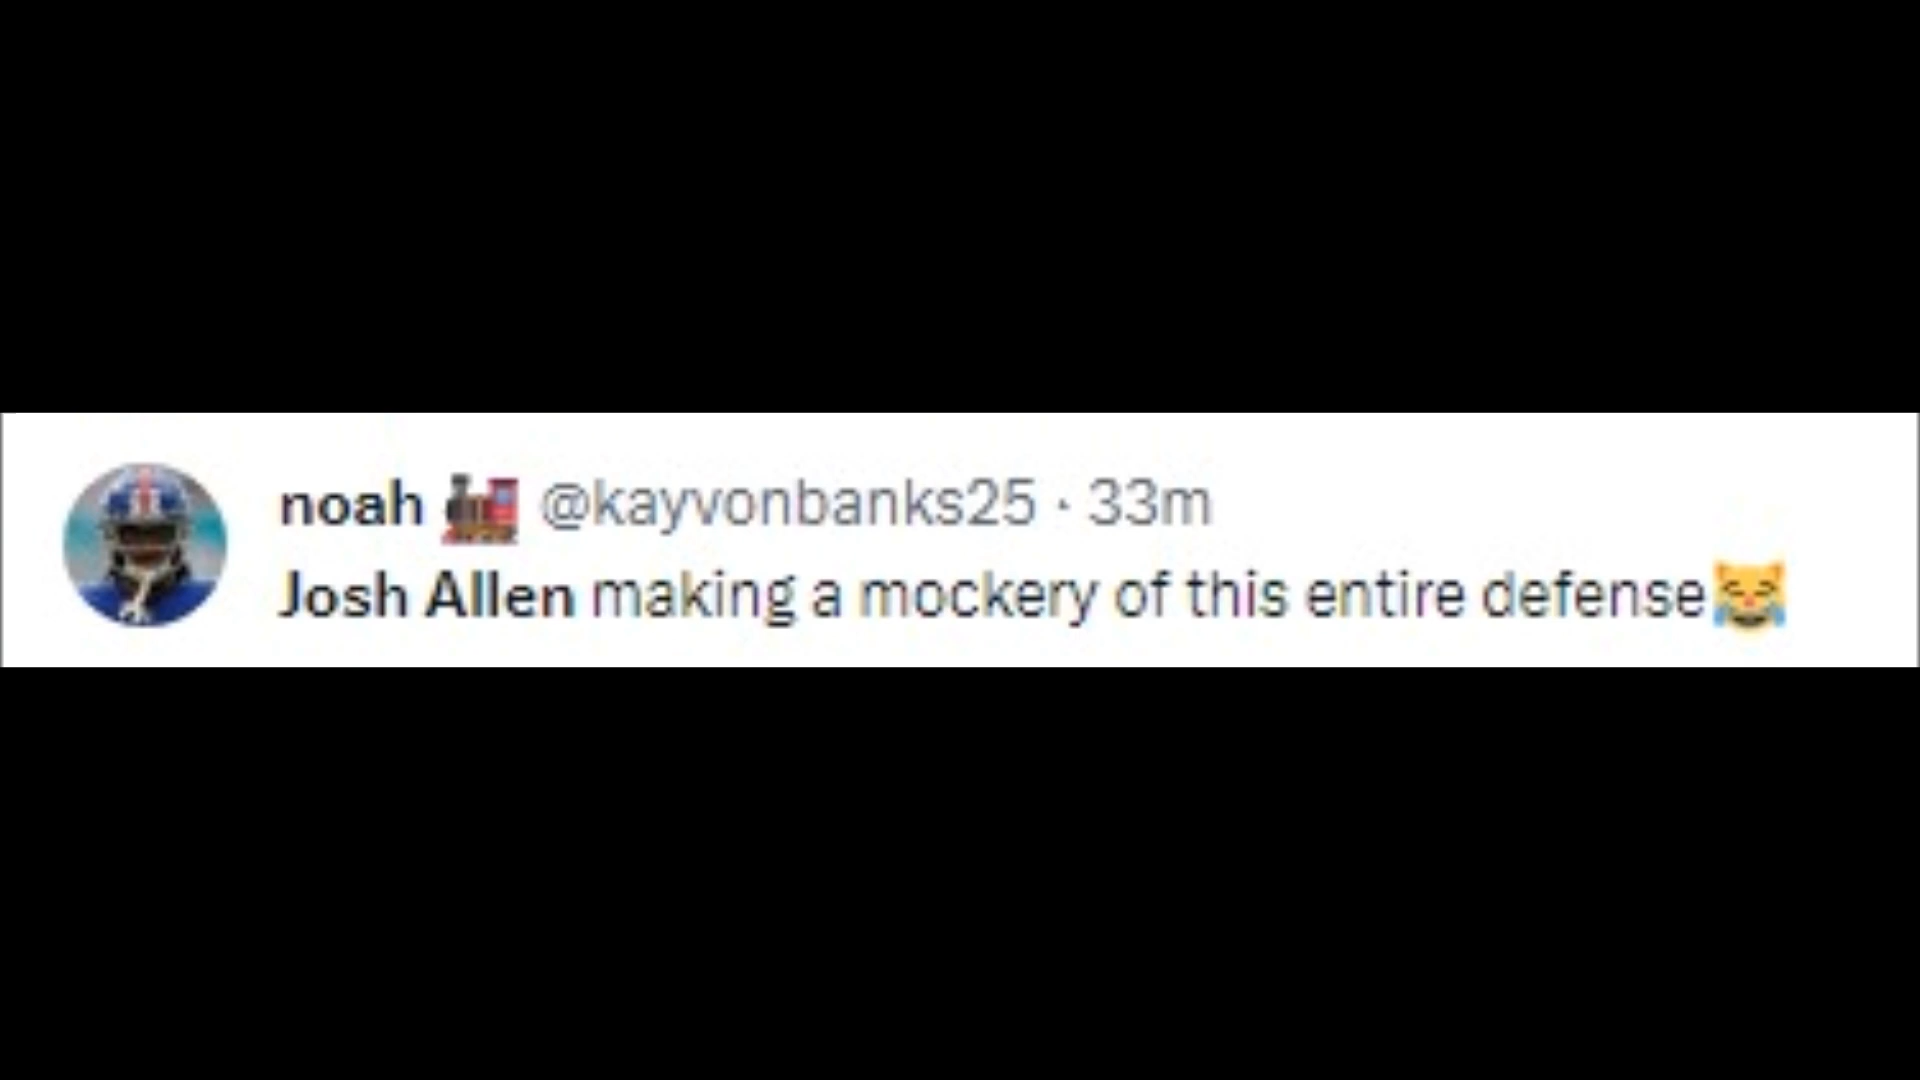 noah 🚂 @kayvonbanks25 · 33m
Josh Allen making a mockery of this entire defense😹